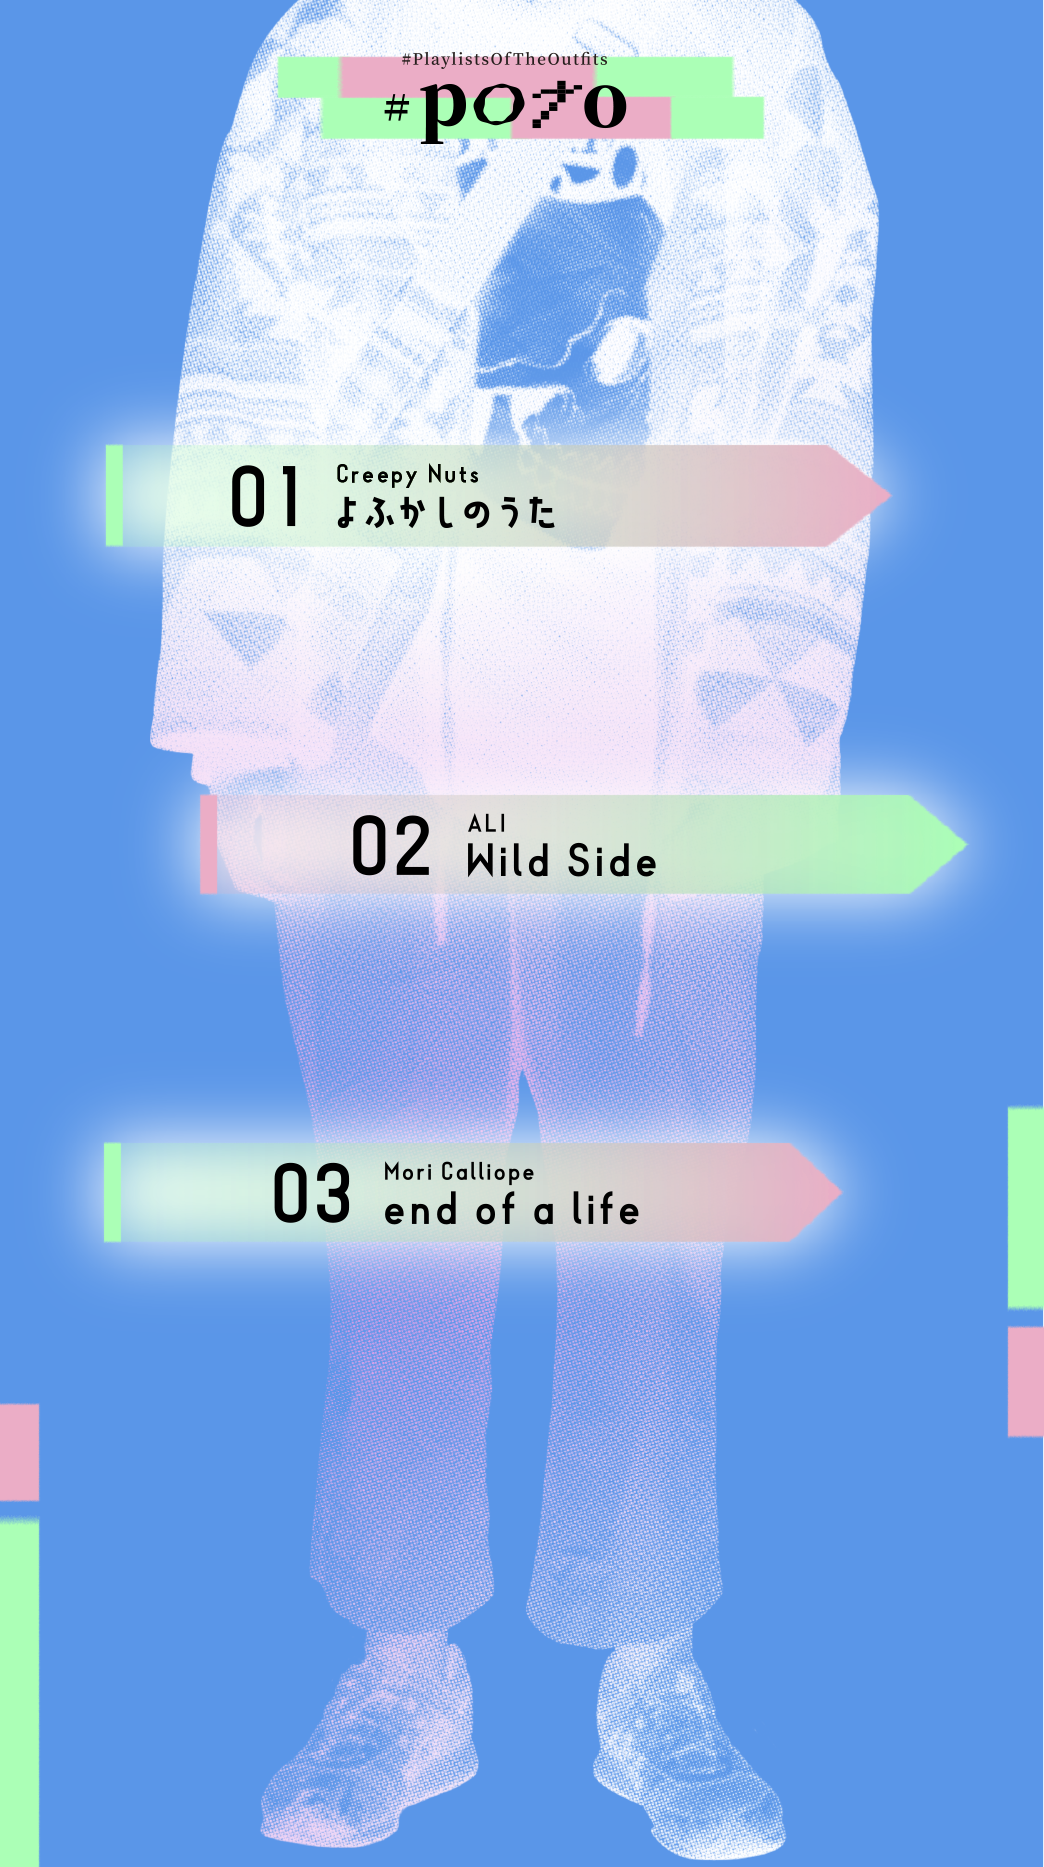 #PlaylistsOfTheOutfits
#poto
01
Creepy Nuts
よふかしのうた
02
ALI
Wild Side
03
Mori Calliope
end of a life